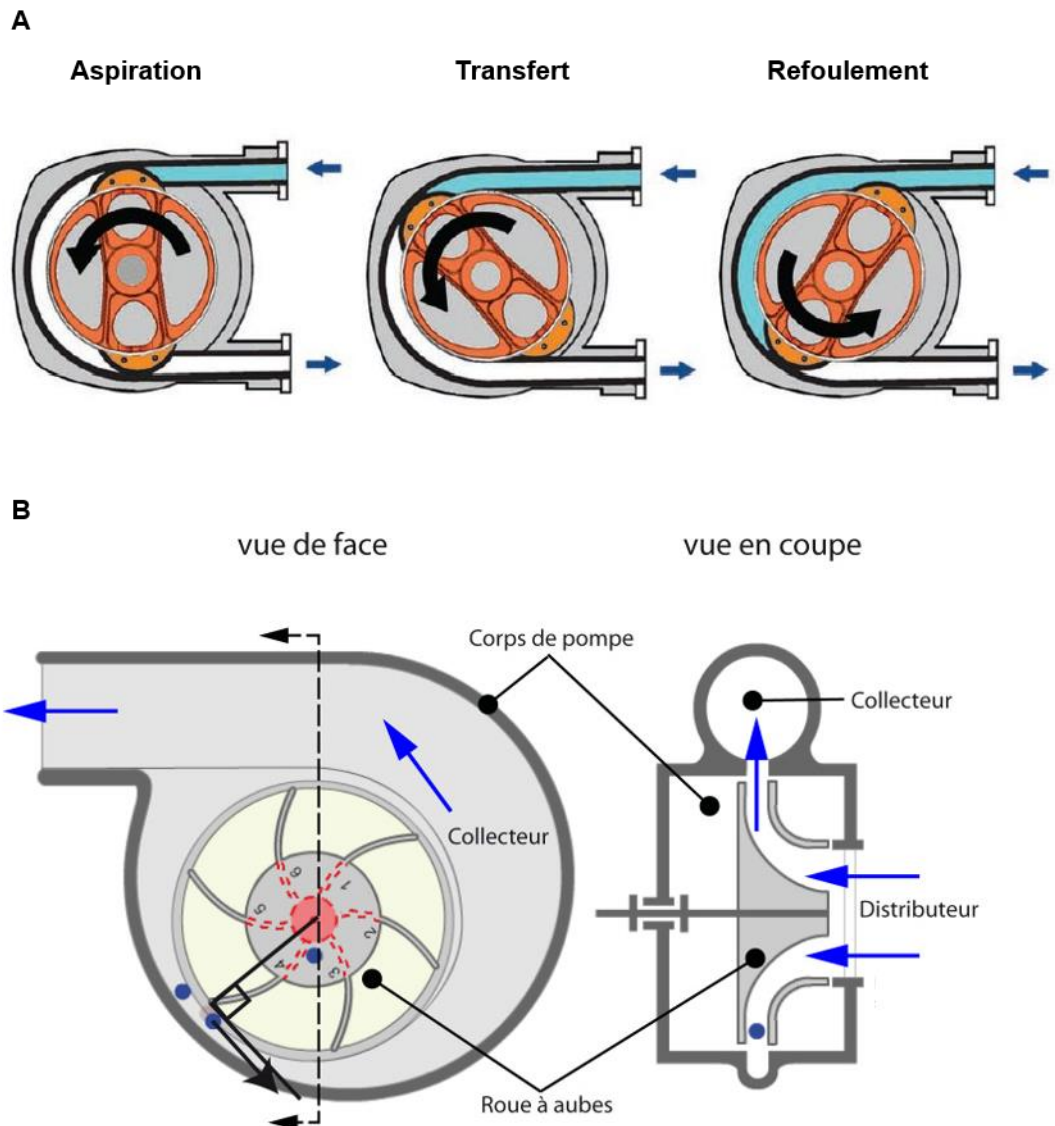 A
Aspiration Transfert Refoulement
B
vue de face vue en coupe
Corps de pompe
Collecteur
Collecteur
Distributeur
Roue à aubes
1
2
3
4
5
6